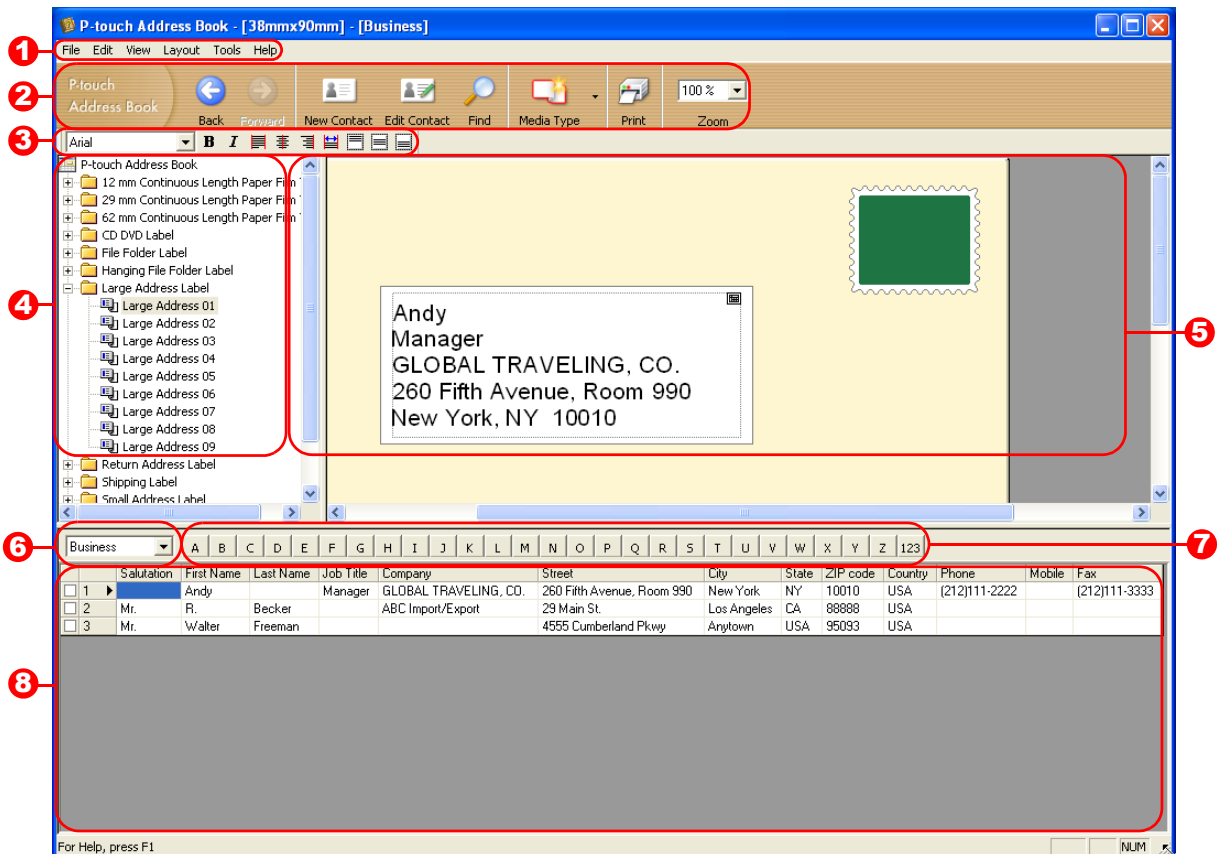 P-touch Address Book - [38mmx90mm] - [Business]
1
File Edit View Layout Tools Help
2
P-touch
Address Book
Back Forward New Contact Edit Contact Find Media Type Print 100 % Zoom
3
Arial B I
4
P-touch Address Book
12 mm Continuous Length Paper Film
29 mm Continuous Length Paper Film
62 mm Continuous Length Paper Film
CD DVD Label
File Folder Label
Hanging File Folder Label
Large Address Label
Large Address 01
Large Address 02
Large Address 03
Large Address 04
Large Address 05
Large Address 06
Large Address 07
Large Address 08
Large Address 09
Return Address Label
Shipping Label
Small Address Label
5
Andy
Manager
GLOBAL TRAVELING, CO.
260 Fifth Avenue, Room 990
New York, NY 10010
6
Business
A B C D E F G H I J K L M N O P Q R S T U V W X Y Z 123
7
8
Salutation First Name Last Name Job Title Company Street City State ZIP code Country Phone Mobile Fax
1 Andy Manager GLOBAL TRAVELING, CO. 260 Fifth Avenue, Room 990 New York NY 10010 USA (212)111-2222 (212)111-3333
2 Mr. R. Becker ABC Import/Export 29 Main St. Los Angeles CA 88888 USA
3 Mr. Walter Freeman 4555 Cumberland Pkwy Anytown USA 95093 USA
For Help, press F1
NUM